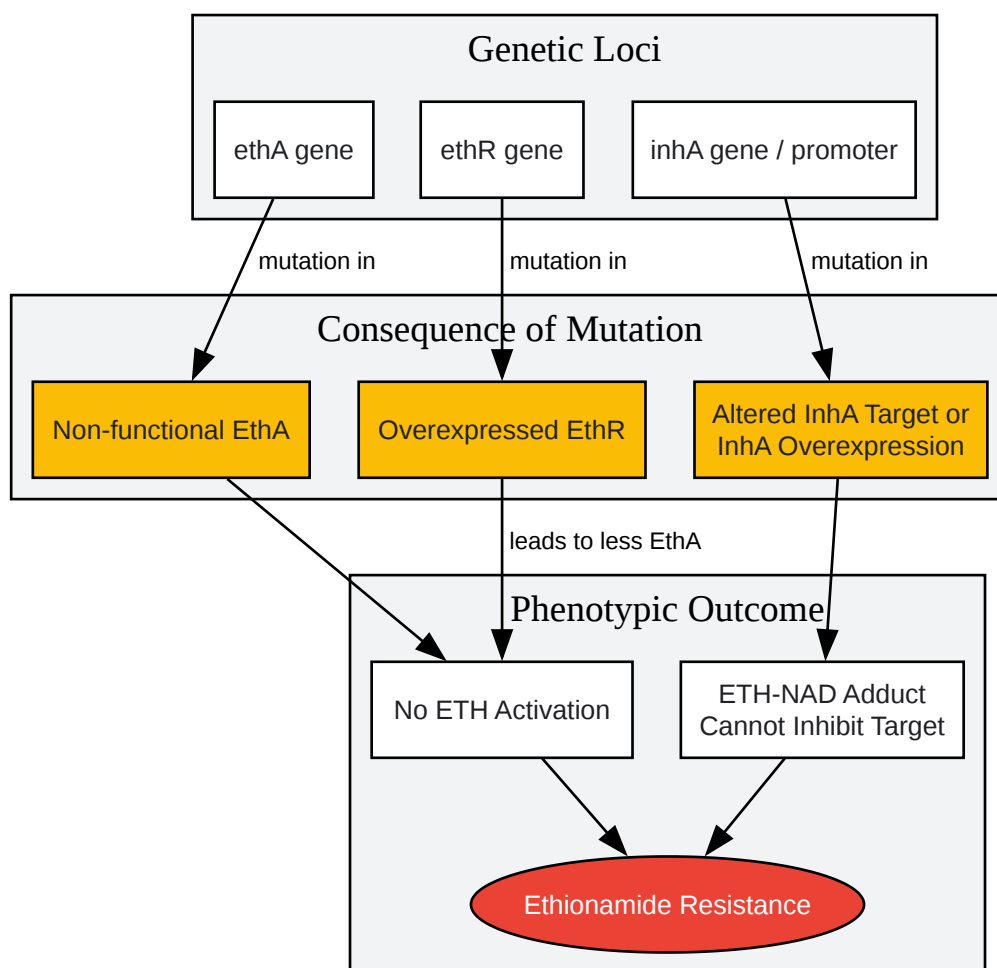 Genetic Loci
ethA gene
ethR gene
inhA gene / promoter
mutation in
mutation in
mutation in
Consequence of Mutation
Non-functional EthA
Overexpressed EthR
Altered InhA Target or
InhA Overexpression
leads to less EthA
Phenotypic Outcome
No ETH Activation
ETH-NAD Adduct
Cannot Inhibit Target
Ethionamide Resistance